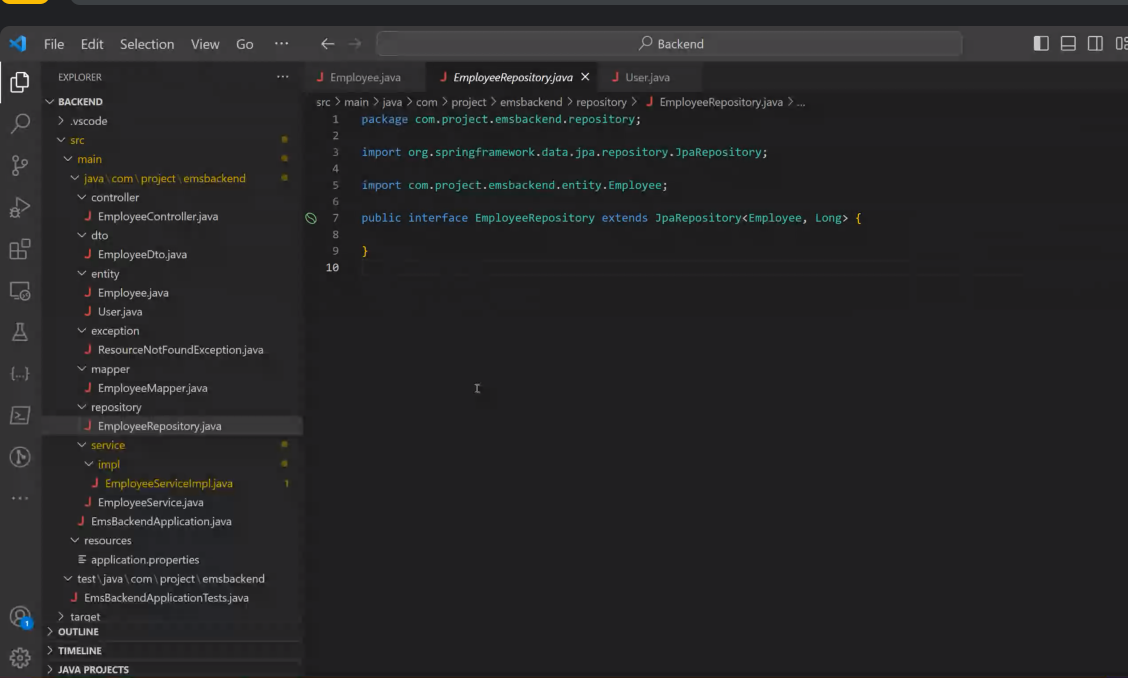 File Edit Selection View Go ··· Backend
EXPLORER ···
BACKEND
.vscode
src
main
java\com\project\emsbackend
controller
EmployeeController.java
dto
EmployeeDto.java
entity
Employee.java
User.java
exception
ResourceNotFoundException.java
mapper
EmployeeMapper.java
repository
EmployeeRepository.java
service
impl
EmployeeServiceImpl.java 1
EmployeeService.java
EmsBackendApplication.java
resources
application.properties
test\java\com\project\emsbackend
EmsBackendApplicationTests.java
target
OUTLINE
TIMELINE
JAVA PROJECTS
1
Employee.java EmployeeRepository.java User.java
src > main > java > com > project > emsbackend > repository > EmployeeRepository.java > ...
1 package com.project.emsbackend.repository;
2
3 import org.springframework.data.jpa.repository.JpaRepository;
4
5 import com.project.emsbackend.entity.Employee;
6
7 public interface EmployeeRepository extends JpaRepository<Employee, Long> {
8
9 }
10